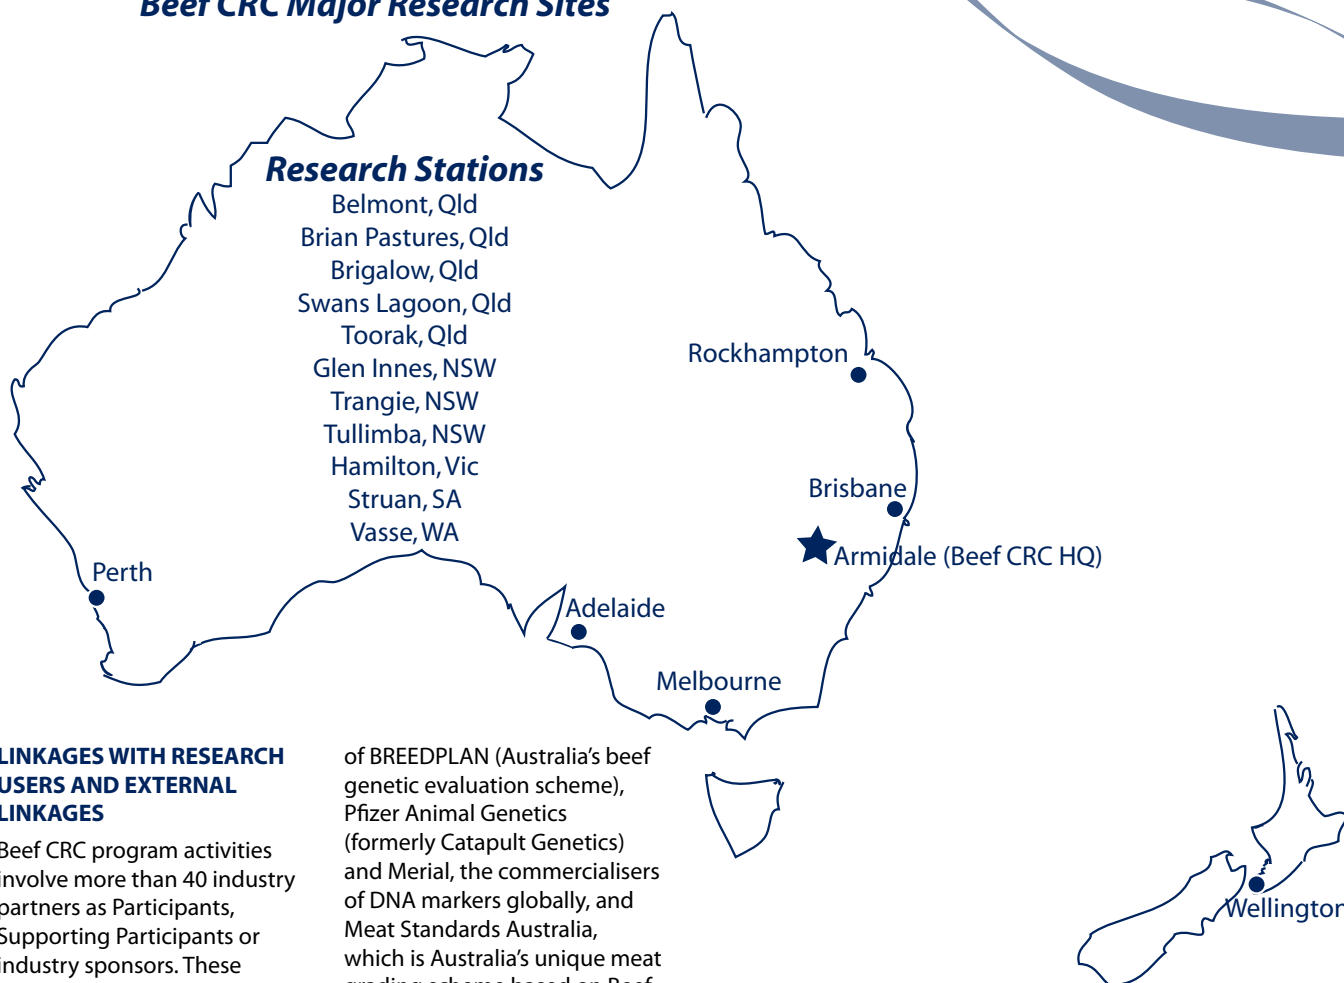 Beef CRC Major Research Sites
Research Stations
Belmont, Qld
Brian Pastures, Qld
Brigalow, Qld
Swans Lagoon, Qld
Toorak, Qld
Glen Innes, NSW
Trangie, NSW
Tullimba, NSW
Hamilton, Vic
Struan, SA
Vasse, WA
Rockhampton
Brisbane
Armidale (Beef CRC HQ)
Perth
Adelaide
Melbourne
Wellington
LINKAGES WITH RESEARCH
USERS AND EXTERNAL
LINKAGES
Beef CRC program activities
involve more than 40 industry
partners as Participants,
Supporting Participants or
industry sponsors. These
of BREEDPLAN (Australia’s beef
genetic evaluation scheme),
Pfizer Animal Genetics
(formerly Catapult Genetics)
and Merial, the commercialisers
of DNA markers globally, and
Meat Standards Australia,
which is Australia’s unique meat
grading scheme based on Beef